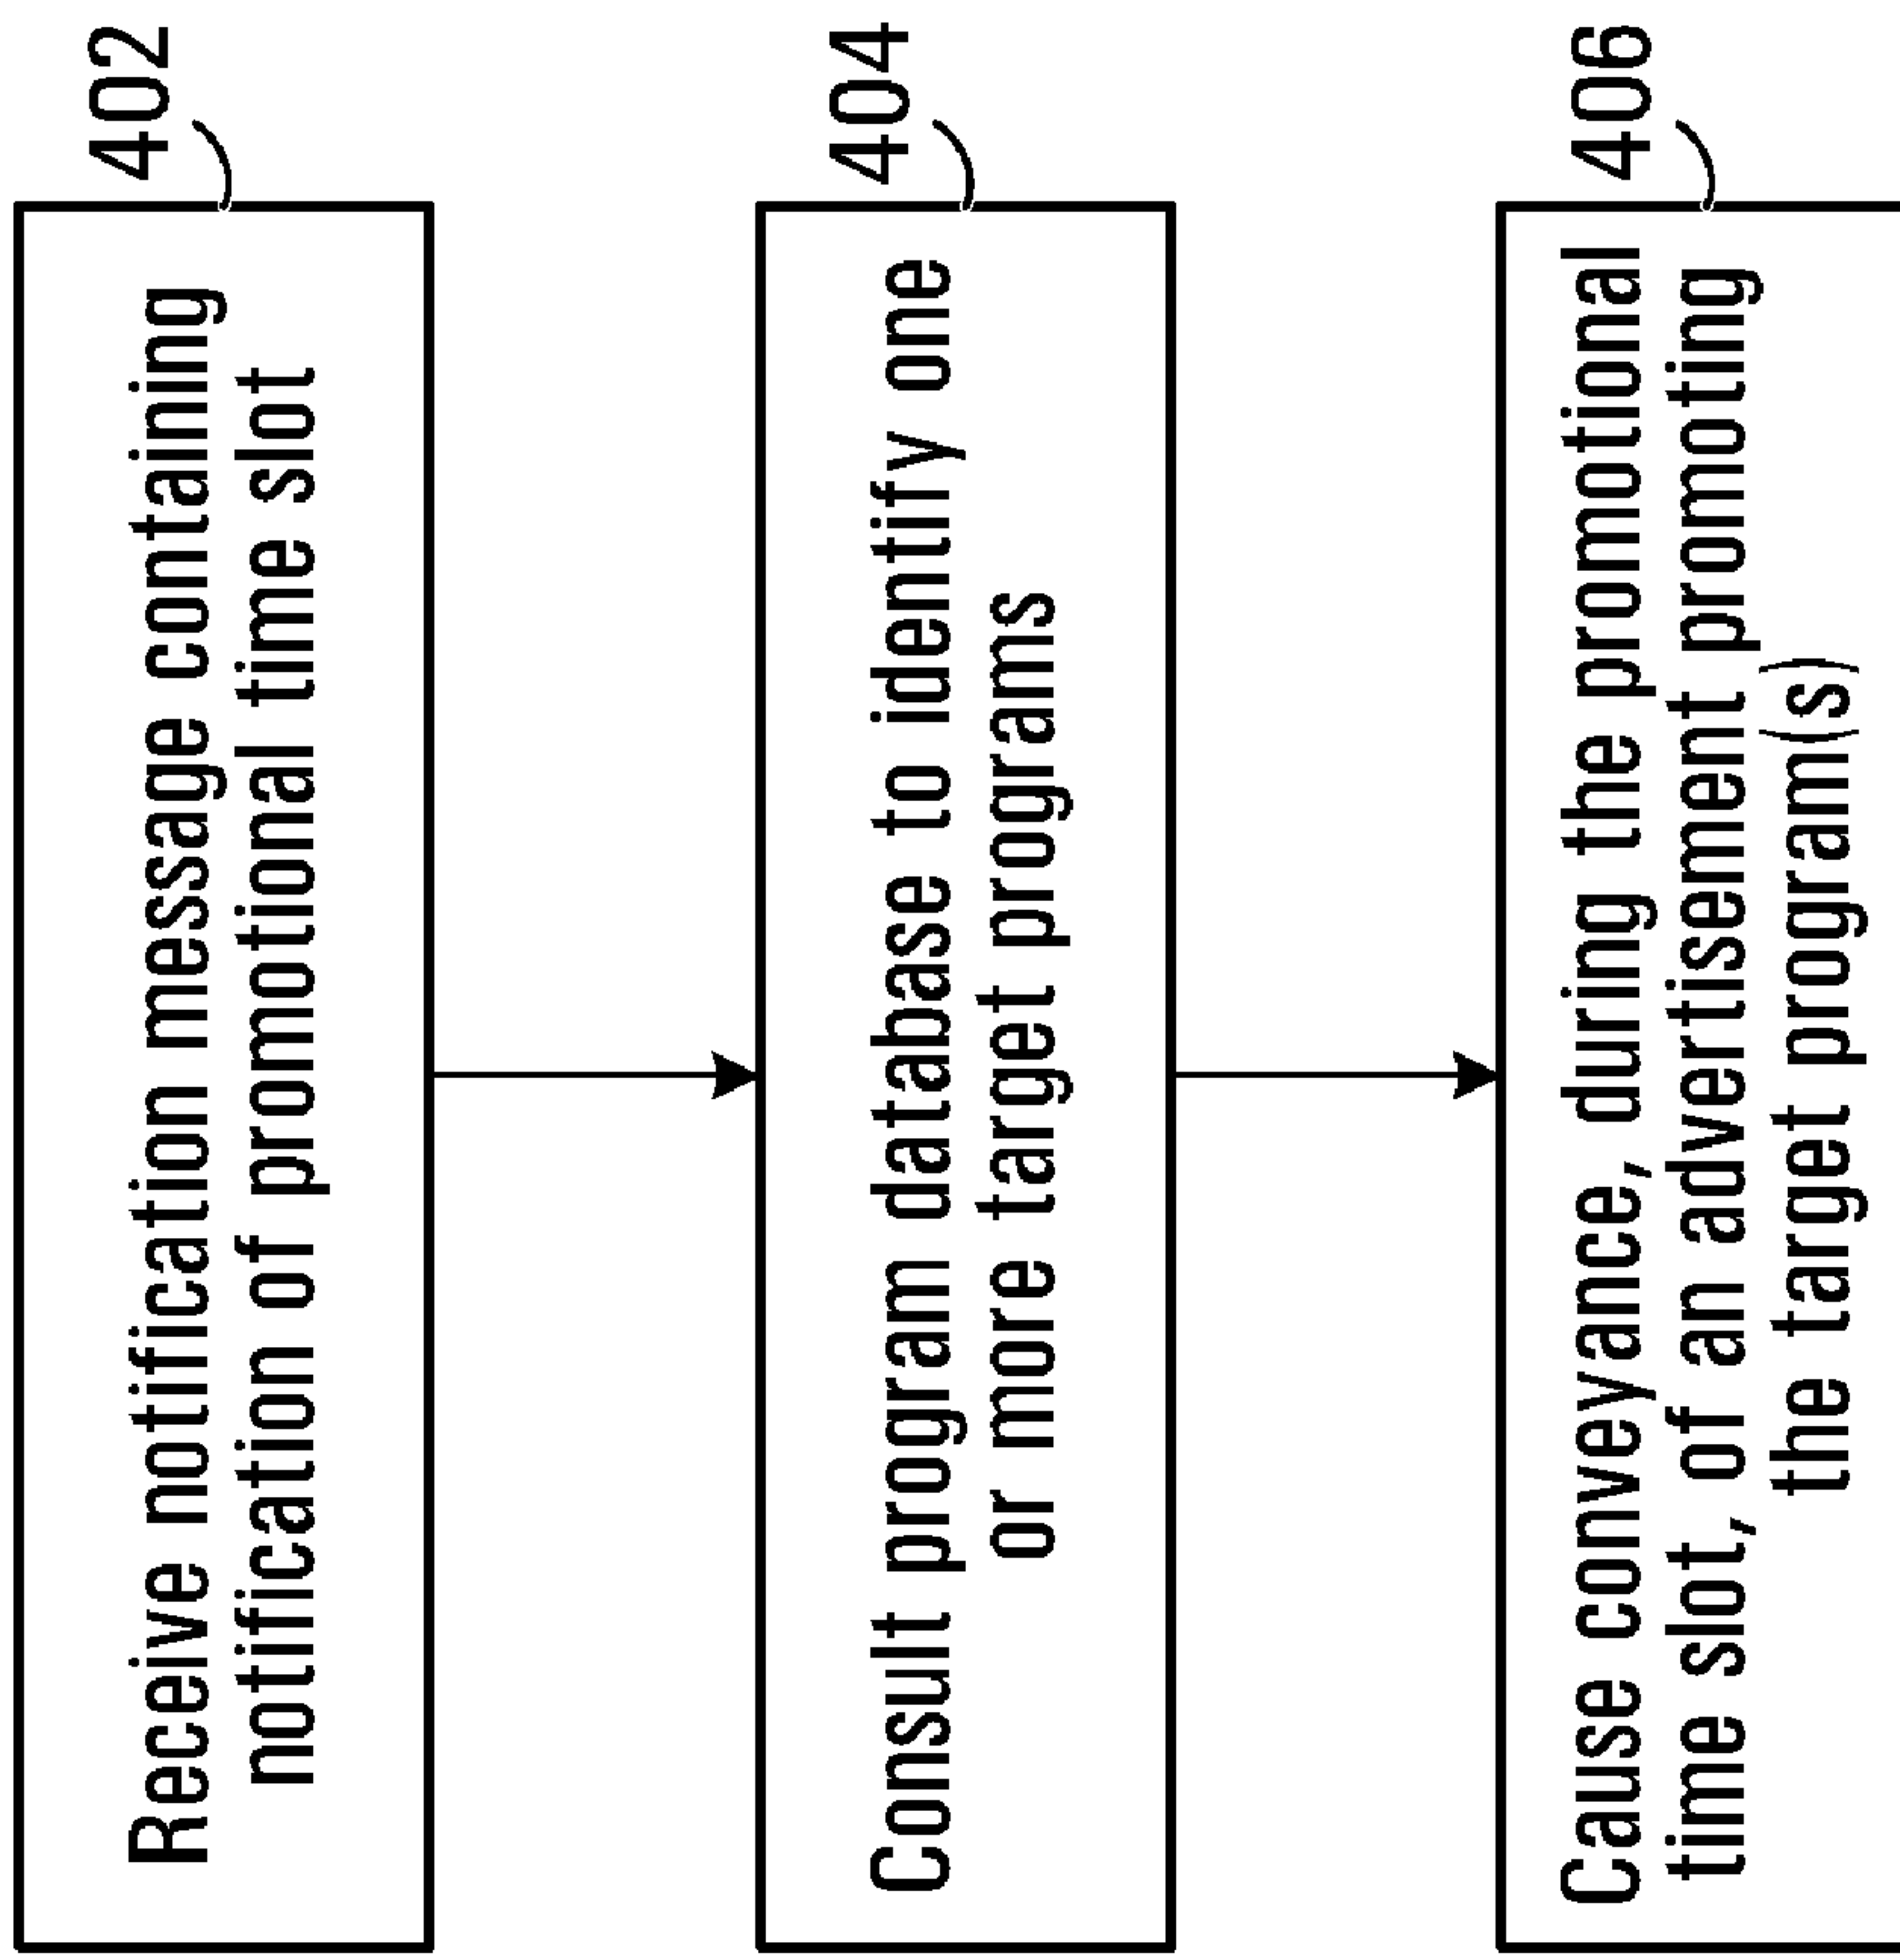 Receive notification message containing
notification of promotional time slot
402
Consult program database to identify one
or more target programs
404
Cause conveyance, during the promotional
time slot, of an advertisement promoting
the target program(s)
406